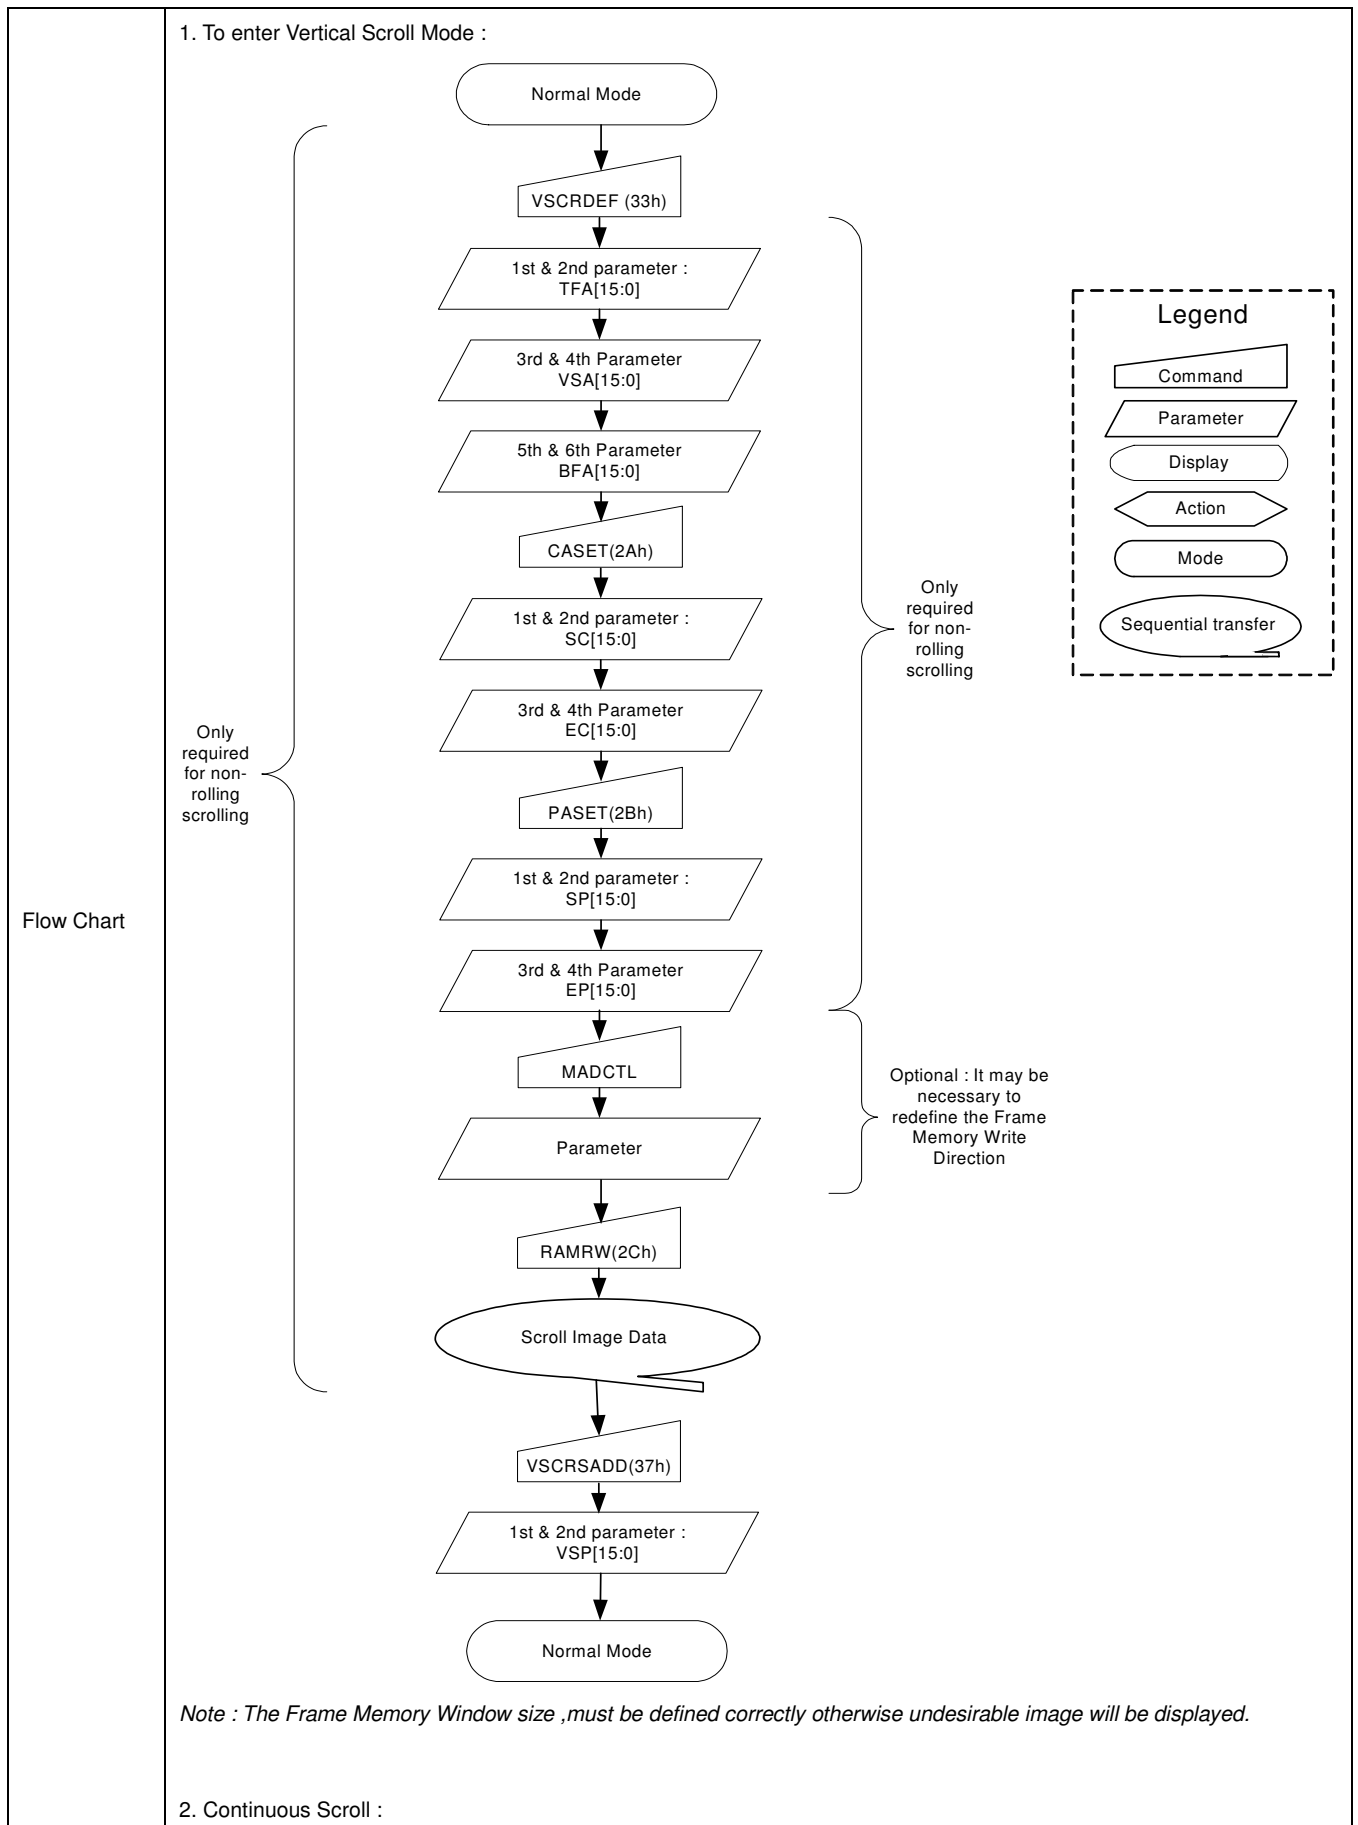 1. To enter Vertical Scroll Mode :
Normal Mode
VSCRDEF (33h)
1st & 2nd parameter :
TFA[15:0]
3rd & 4th Parameter
VSA[15:0]
5th & 6th Parameter
BFA[15:0]
CASET(2Ah)
1st & 2nd parameter :
SC[15:0]
3rd & 4th Parameter
EC[15:0]
PASET(2Bh)
1st & 2nd parameter :
SP[15:0]
3rd & 4th Parameter
EP[15:0]
MADCTL
Parameter
RAMRW(2Ch)
Scroll Image Data
VSCRSADD(37h)
1st & 2nd parameter :
VSP[15:0]
Normal Mode
Only
required
for non-
rolling
scrolling
Only
required
for non-
rolling
scrolling
Optional : It may be
necessary to
redefine the Frame
Memory Write
Direction
Legend
Command
Parameter
Display
Action
Mode
Sequential transfer
Flow Chart
Note : The Frame Memory Window size ,must be defined correctly otherwise undesirable image will be displayed.
2. Continuous Scroll :